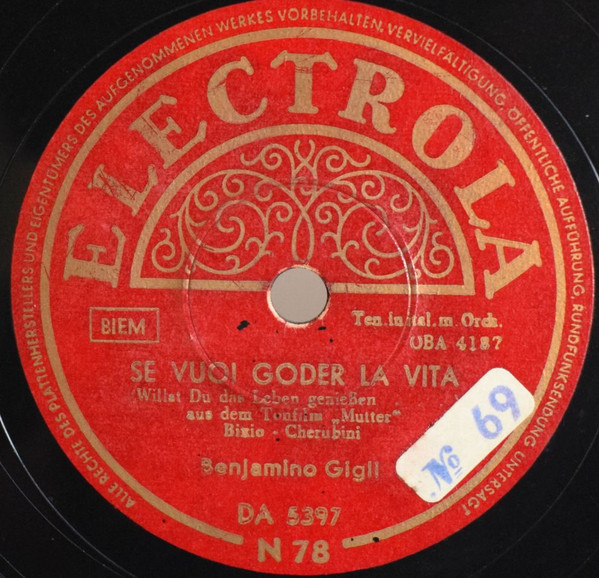 ALLE RECHTE DES PLATTENHERSTELLERS UND EIGENTÜMERS DES AUFGENOMMENEN WERKES VORBEHALTEN, VERVIELFÄLTIGUNG, ÖFFENTLICHE AUFFÜHRUNG, RUNDFUNKSENDUNG UNTERSAGT
ELECTROLA
BIEM
Ten. in ital. m. Orch.
OBA 4187
SE VUOI GODER LA VITA
(Willst Du das Leben genießen
aus dem Tonfilm „Mutter"
Bixio - Cherubini
No 69
Benjamino Gigli
DA 5397
N 78